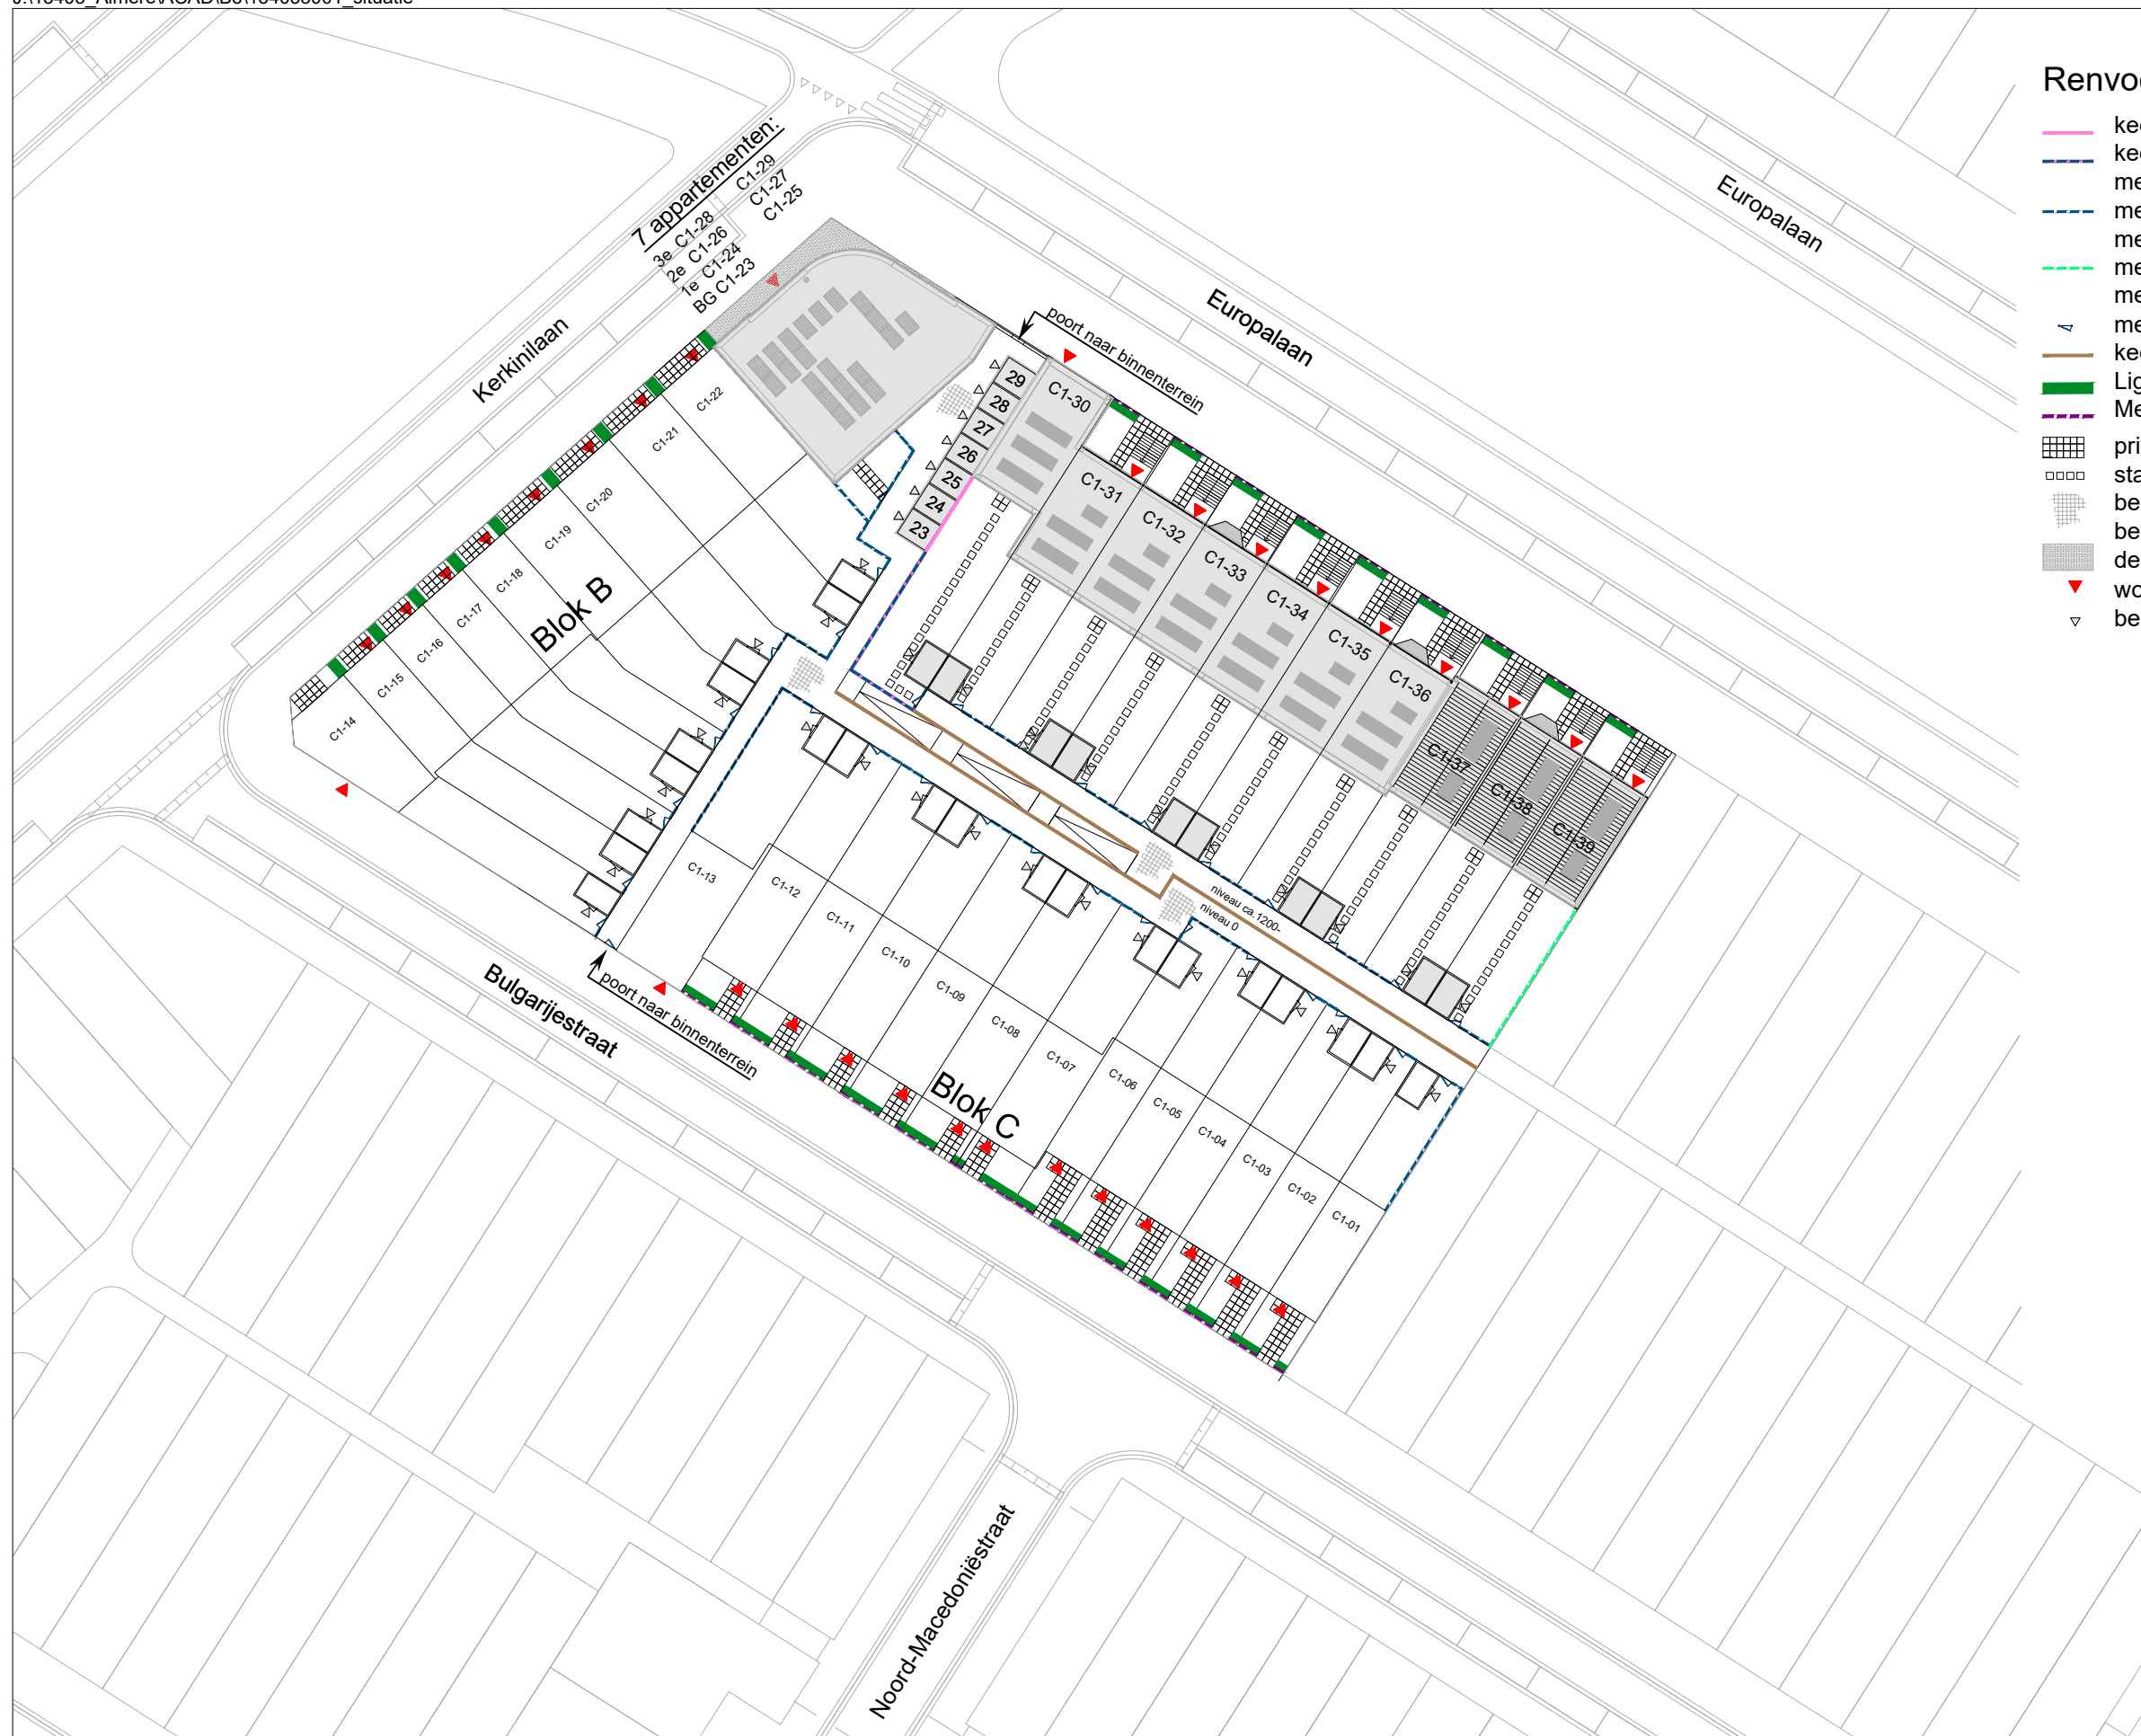 Europalaan
Europalaan
Kerkinilaan
7 appartementen:
3e C1-28 C1-29
2e C1-26 C1-27
1e C1-24 C1-25
BG C1-23
poort naar binnenterrein
29
28
27
26
25
24
23
C1-30
C1-31
C1-32
C1-33
C1-34
C1-35
C1-36
C1-37
C1-38
C1-39
C1-22
C1-21
C1-20
C1-19
C1-18
C1-17
C1-16
C1-15
C1-14
Blok B
niveau ca.1200-
niveau 0
C1-13
C1-12
C1-11
C1-10
C1-09
C1-08
C1-07
C1-06
C1-05
C1-04
C1-03
C1-02
C1-01
Blok C
poort naar binnenterrein
Bulgarijestraat
Noord-Macedoniëstraat